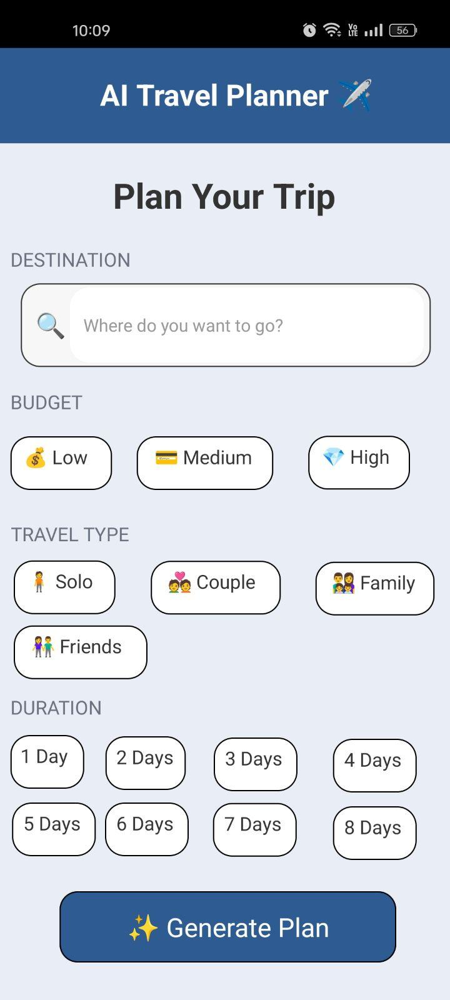 10:09 Vo LTE 56
AI Travel Planner ✈️
Plan Your Trip
DESTINATION
🔍 Where do you want to go?
BUDGET
💰 Low 💳 Medium 💎 High
TRAVEL TYPE
🧍 Solo 💑 Couple 👨‍👩‍👧‍👦 Family
👫 Friends
DURATION
1 Day 2 Days 3 Days 4 Days
5 Days 6 Days 7 Days 8 Days
✨ Generate Plan